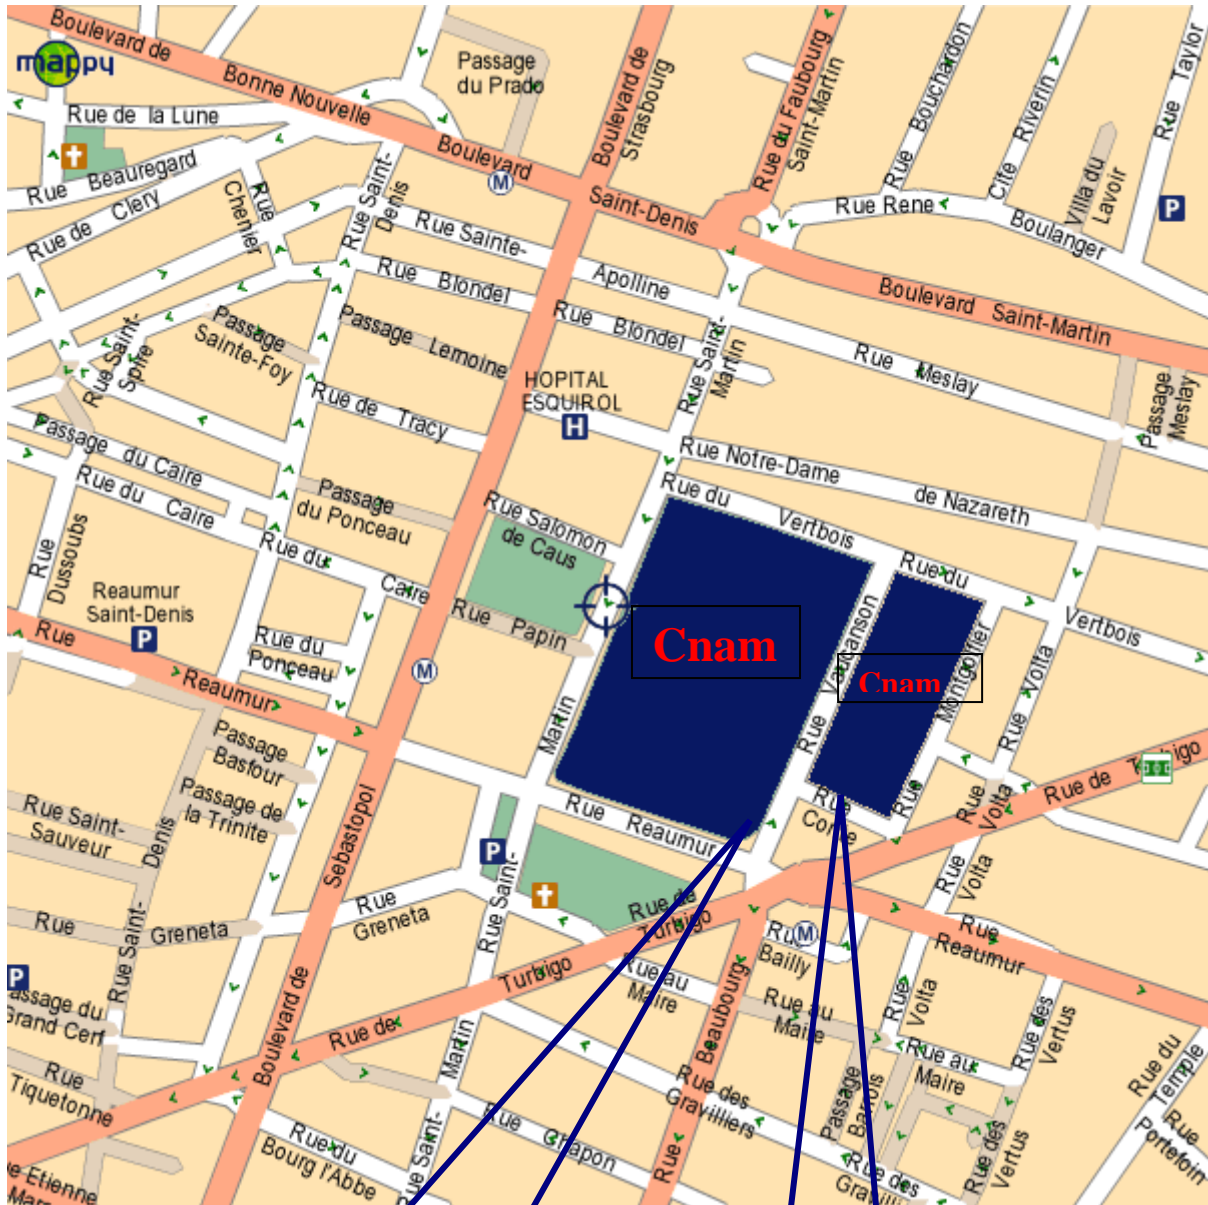 Boulevard de
Bonne Nouvelle
mappy
Passage
du Prado
Boulevard de
Strasbourg
Rue du Faubourg
Saint-Martin
Rue Bouchardon
Cite Riverin
Rue Taylor
Rue de la Lune
Rue Beauregard
Rue de Clery
Rue
Chenier
Rue Saint-
Denis
Boulevard
M
Saint-Denis
Rue Rene
Boulanger
Villa du
Lavoir
P
Rue Sainte-
Apolline
Rue Blondel
Rue Blondel
Boulevard Saint-Martin
Passage
Sainte-Foy
Passage Lemoine
Rue Saint-
Spire
Rue Saint-
Martin
Rue Meslay
Passage
Meslay
HOPITAL
ESQUIROL
H
Rue de Tracy
Passage du Caire
Rue du Caire
Passage
du Ponceau
Rue Notre-Dame
de Nazareth
Rue du
Vertbois
Rue Salomon
de Caus
Rue
Dussoubs
Rue du
Caire
Rue du
Vertbois
Reaumur
Saint-Denis
P
Rue Papin
Cnam
Cnam
Rue Vaucanson
Rue
Montgolfier
Rue Volta
Rue
Reaumur
Rue du
Ponceau
M
Martin
Passage
Basfour
Passage de
la Trinite
Rue Saint-
Sauveur
Rue Saint-
Denis
Sebastopol
Rue Reaumur
Rue
Conte
Rue
Volta
Rue de Turbigo
P
Rue Saint-
Martin
Rue
Greneta
Rue
Greneta
Rue de
Turbigo
Rue
Volta
Rue
Reaumur
M
Bailly
P
Passage du
Grand Cerf
Boulevard de
Turbigo
Rue de
Rue au
Maire
Beaubourg
Rue
Rue au
Maire
Rue
Volta
Rue des
Vertus
Rue au
Maire
Rue du
Temple
Rue
Tiquetonne
Rue des
Gravilliers
Passage
Barrois
Rue
Portefoin
Rue du
Bourg l'Abbe
Rue Saint-
Rue Chapon
Rue des
Rue des
Vertus
Etienne